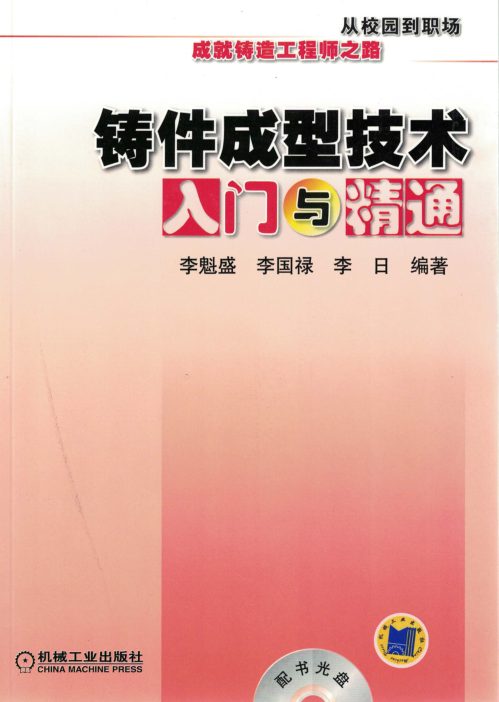 从校园到职场
成就铸造工程师之路
铸件成型技术
入门与精通
李魁盛 李国禄 李 日 编著
机械工业出版社
CHINA MACHINE PRESS
配书光盘